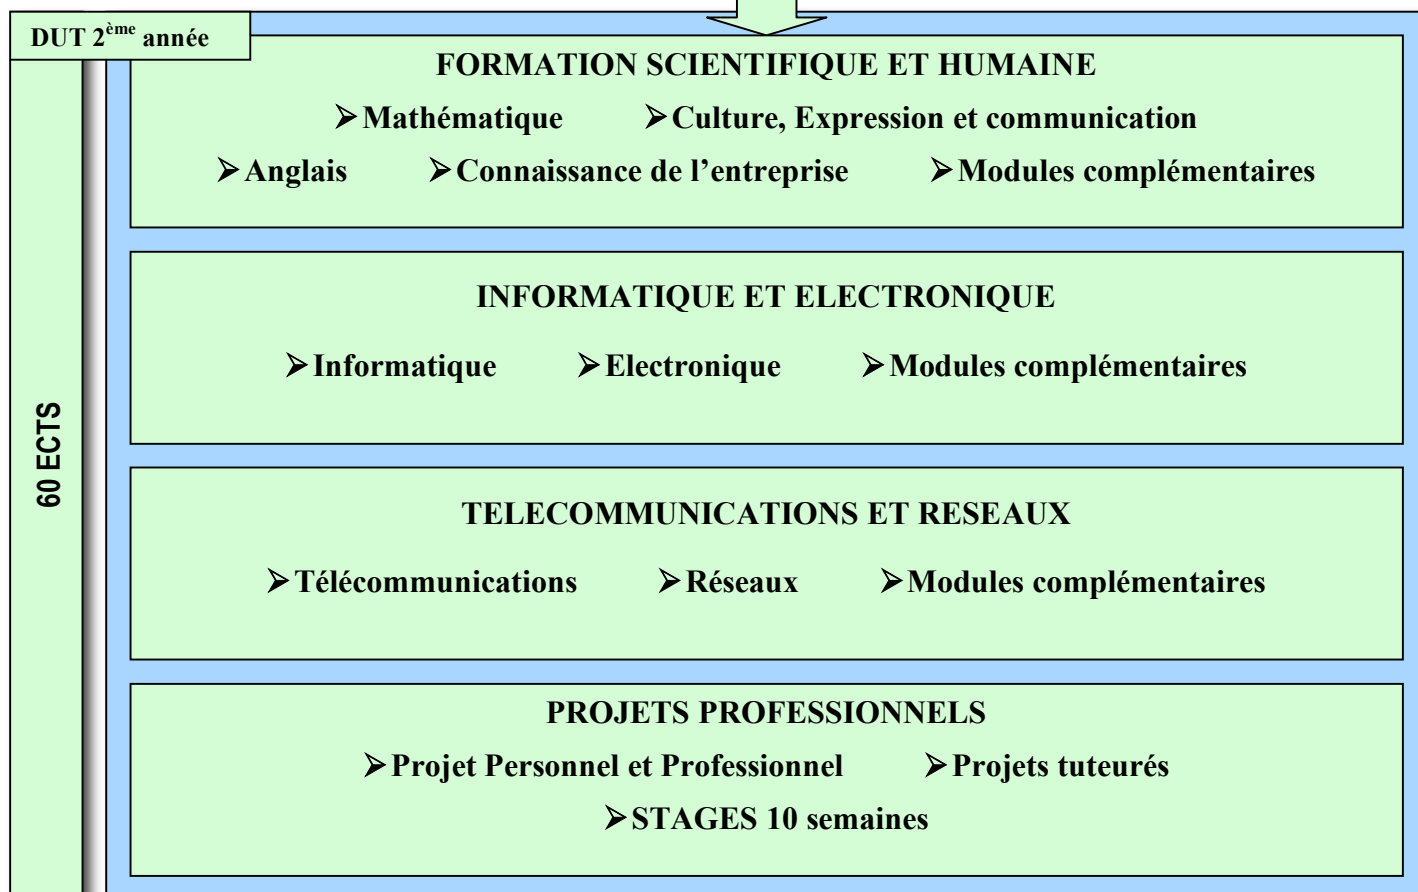 DUT 2ème année
FORMATION SCIENTIFIQUE ET HUMAINE
➢Mathématique ➢Culture, Expression et communication
➢Anglais ➢Connaissance de l’entreprise ➢Modules complémentaires
INFORMATIQUE ET ELECTRONIQUE
➢Informatique ➢Electronique ➢Modules complémentaires
60 ECTS
TELECOMMUNICATIONS ET RESEAUX
➢Télécommunications ➢Réseaux ➢Modules complémentaires
PROJETS PROFESSIONNELS
➢Projet Personnel et Professionnel ➢Projets tuteurés
➢STAGES 10 semaines